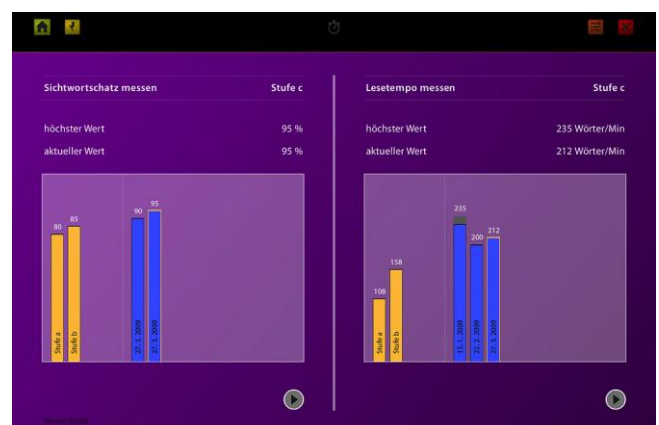 Sichtwortschatz messen Stufe c
höchster Wert 95 %
aktueller Wert 95 %
80 85 90 95
Stufe a
Stufe b
27. 3. 2009
27. 3. 2009
Lesetempo messen Stufe c
höchster Wert 235 Wörter/Min
aktueller Wert 212 Wörter/Min
106 158 235 200 212
Stufe a
Stufe b
13. 1. 2009
22. 2. 2009
27. 3. 2009